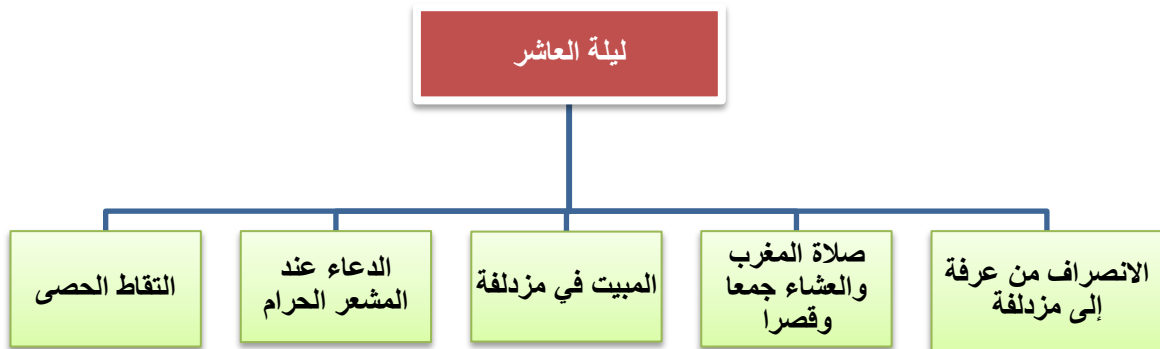 ليلة العاشر
الانصراف من عرفة
إلى مزدلفة
صلاة المغرب
والعشاء جمعا
وقصرا
المبيت في مزدلفة
الدعاء عند
المشعر الحرام
التقاط الحصى